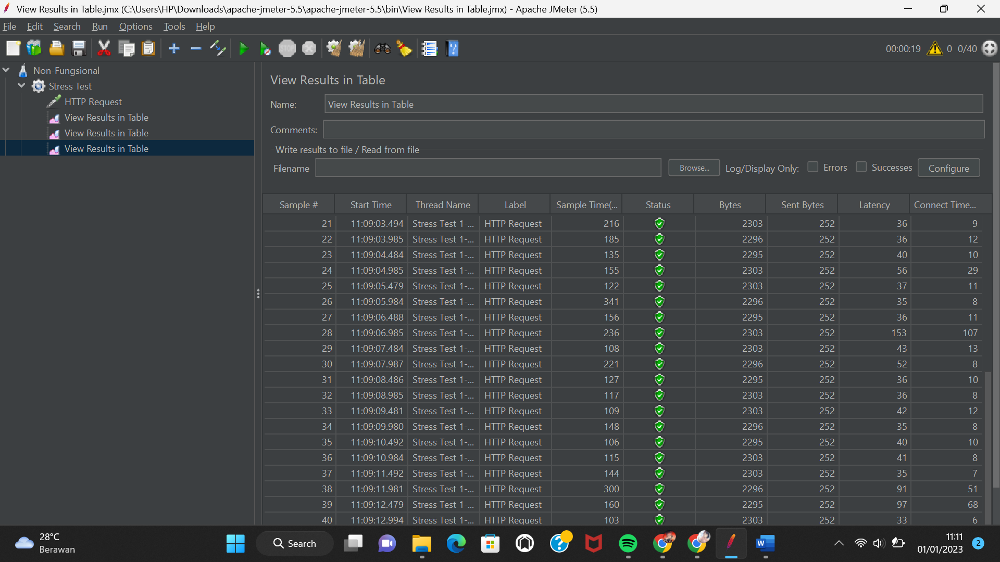 View Results in Table.jmx (C:\Users\HP\Downloads\apache-jmeter-5.5\apache-jmeter-5.5\bin\View Results in Table.jmx) - Apache JMeter (5.5)
File Edit Search Run Options Tools Help
STOP 00:00:19 0 0/40
Non-Fungsional
Stress Test
HTTP Request
View Results in Table
View Results in Table
View Results in Table
View Results in Table
Name: View Results in Table
Comments:
Write results to file / Read from file
Filename Browse... Log/Display Only: Errors Successes Configure
Sample # Start Time Thread Name Label Sample Time(... Status Bytes Sent Bytes Latency Connect Time...
21 11:09:03.494 Stress Test 1-... HTTP Request 216 2303 252 36 9
22 11:09:03.985 Stress Test 1-... HTTP Request 185 2296 252 36 12
23 11:09:04.484 Stress Test 1-... HTTP Request 135 2295 252 40 10
24 11:09:04.985 Stress Test 1-... HTTP Request 155 2303 252 56 29
25 11:09:05.479 Stress Test 1-... HTTP Request 122 2303 252 37 11
26 11:09:05.984 Stress Test 1-... HTTP Request 341 2296 252 35 8
27 11:09:06.488 Stress Test 1-... HTTP Request 156 2295 252 36 11
28 11:09:06.985 Stress Test 1-... HTTP Request 236 2303 252 153 107
29 11:09:07.484 Stress Test 1-... HTTP Request 108 2303 252 43 13
30 11:09:07.987 Stress Test 1-... HTTP Request 221 2296 252 52 8
31 11:09:08.486 Stress Test 1-... HTTP Request 127 2295 252 36 10
32 11:09:08.985 Stress Test 1-... HTTP Request 117 2303 252 36 8
33 11:09:09.481 Stress Test 1-... HTTP Request 109 2303 252 42 12
34 11:09:09.980 Stress Test 1-... HTTP Request 148 2296 252 35 8
35 11:09:10.492 Stress Test 1-... HTTP Request 106 2295 252 40 10
36 11:09:10.984 Stress Test 1-... HTTP Request 115 2303 252 41 8
37 11:09:11.492 Stress Test 1-... HTTP Request 144 2303 252 35 7
38 11:09:11.981 Stress Test 1-... HTTP Request 300 2296 252 91 51
39 11:09:12.479 Stress Test 1-... HTTP Request 160 2295 252 97 68
40 11:09:12.994 Stress Test 1-... HTTP Request 103 2303 252 33 6
28°C
Berawan
Search
11:11
01/01/2023
2